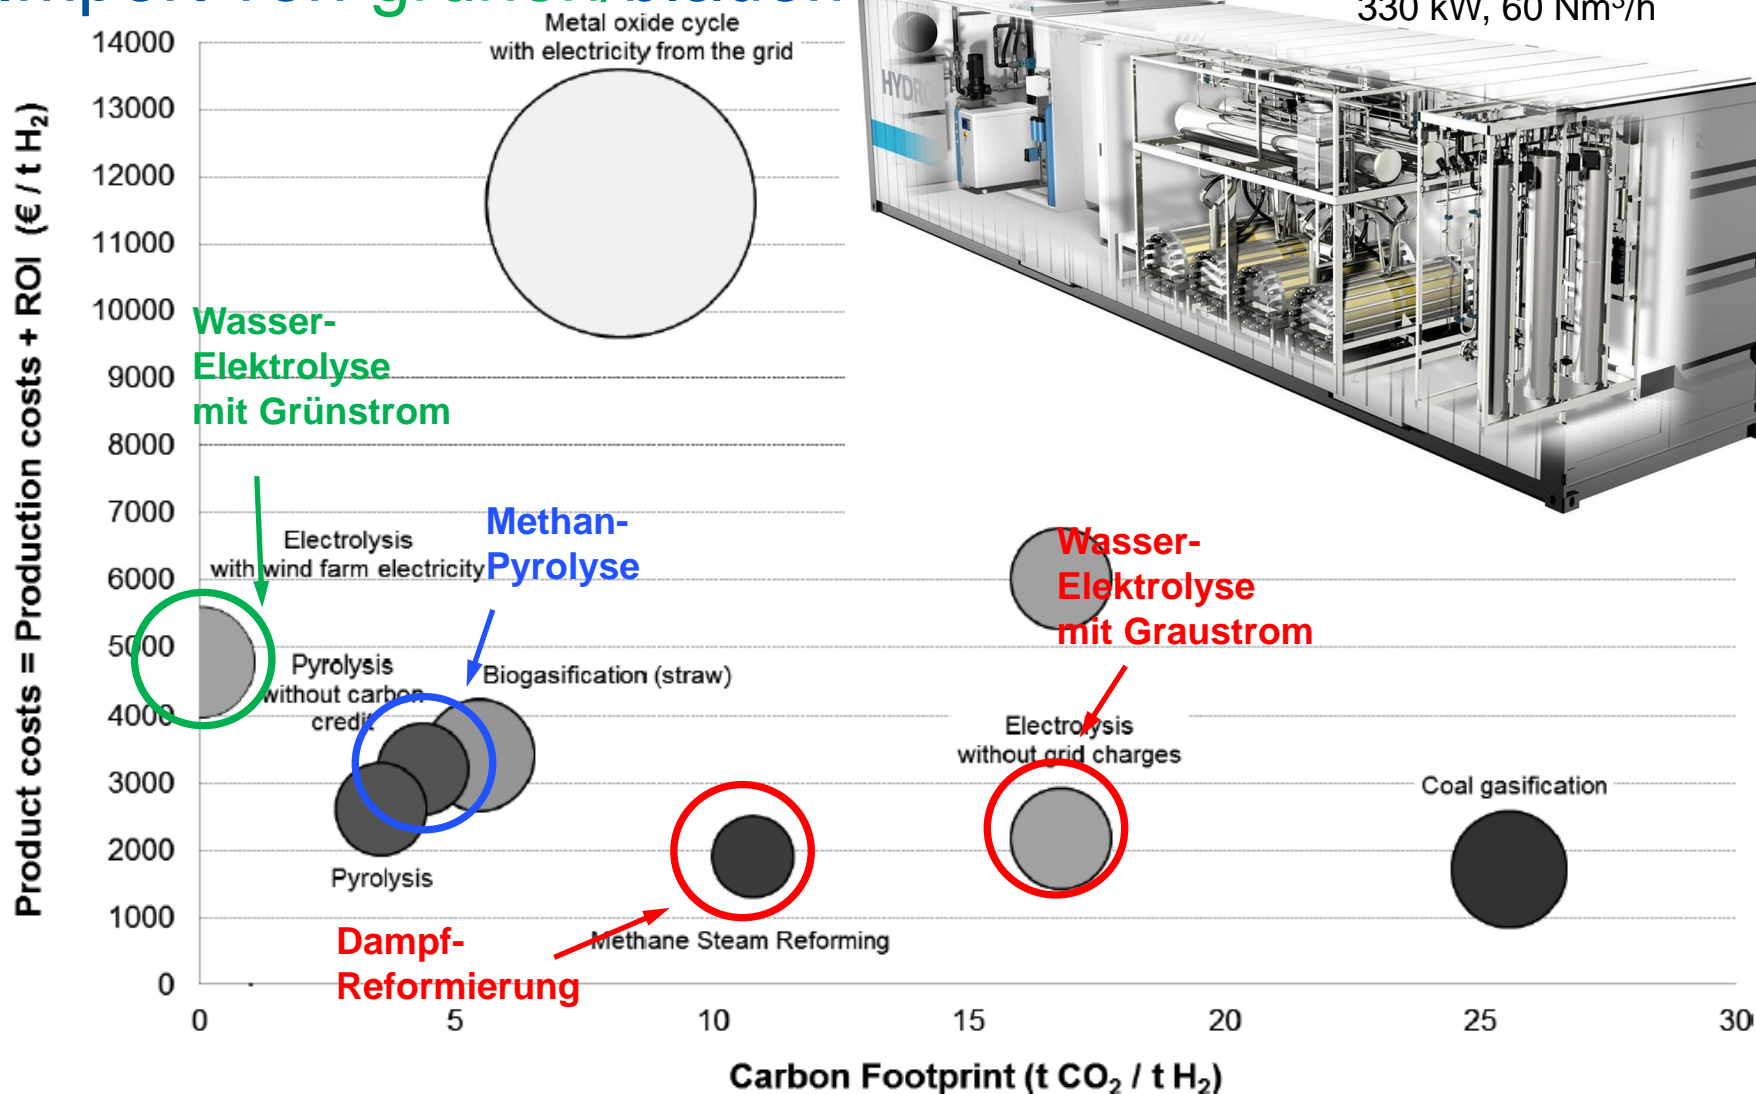 grünen/blauen
330 kW, 60 Nm³/h
HYDRO
Metal oxide cycle
with electricity from the grid
Product costs = Production costs + ROI (€ / t H₂)
14000
13000
12000
11000
10000
9000
8000
7000
6000
5000
4000
3000
2000
1000
0
Wasser-
Elektrolyse
mit Grünstrom
Electrolysis
with wind farm electricity
Methan-
Pyrolyse
Wasser-
Elektrolyse
mit Graustrom
Pyrolysis
without carbon
credit
Biogasification (straw)
Electrolysis
without grid charges
Coal gasification
Pyrolysis
Dampf-
Reformierung
Methane Steam Reforming
0 5 10 15 20 25 30
Carbon Footprint (t CO₂ / t H₂)